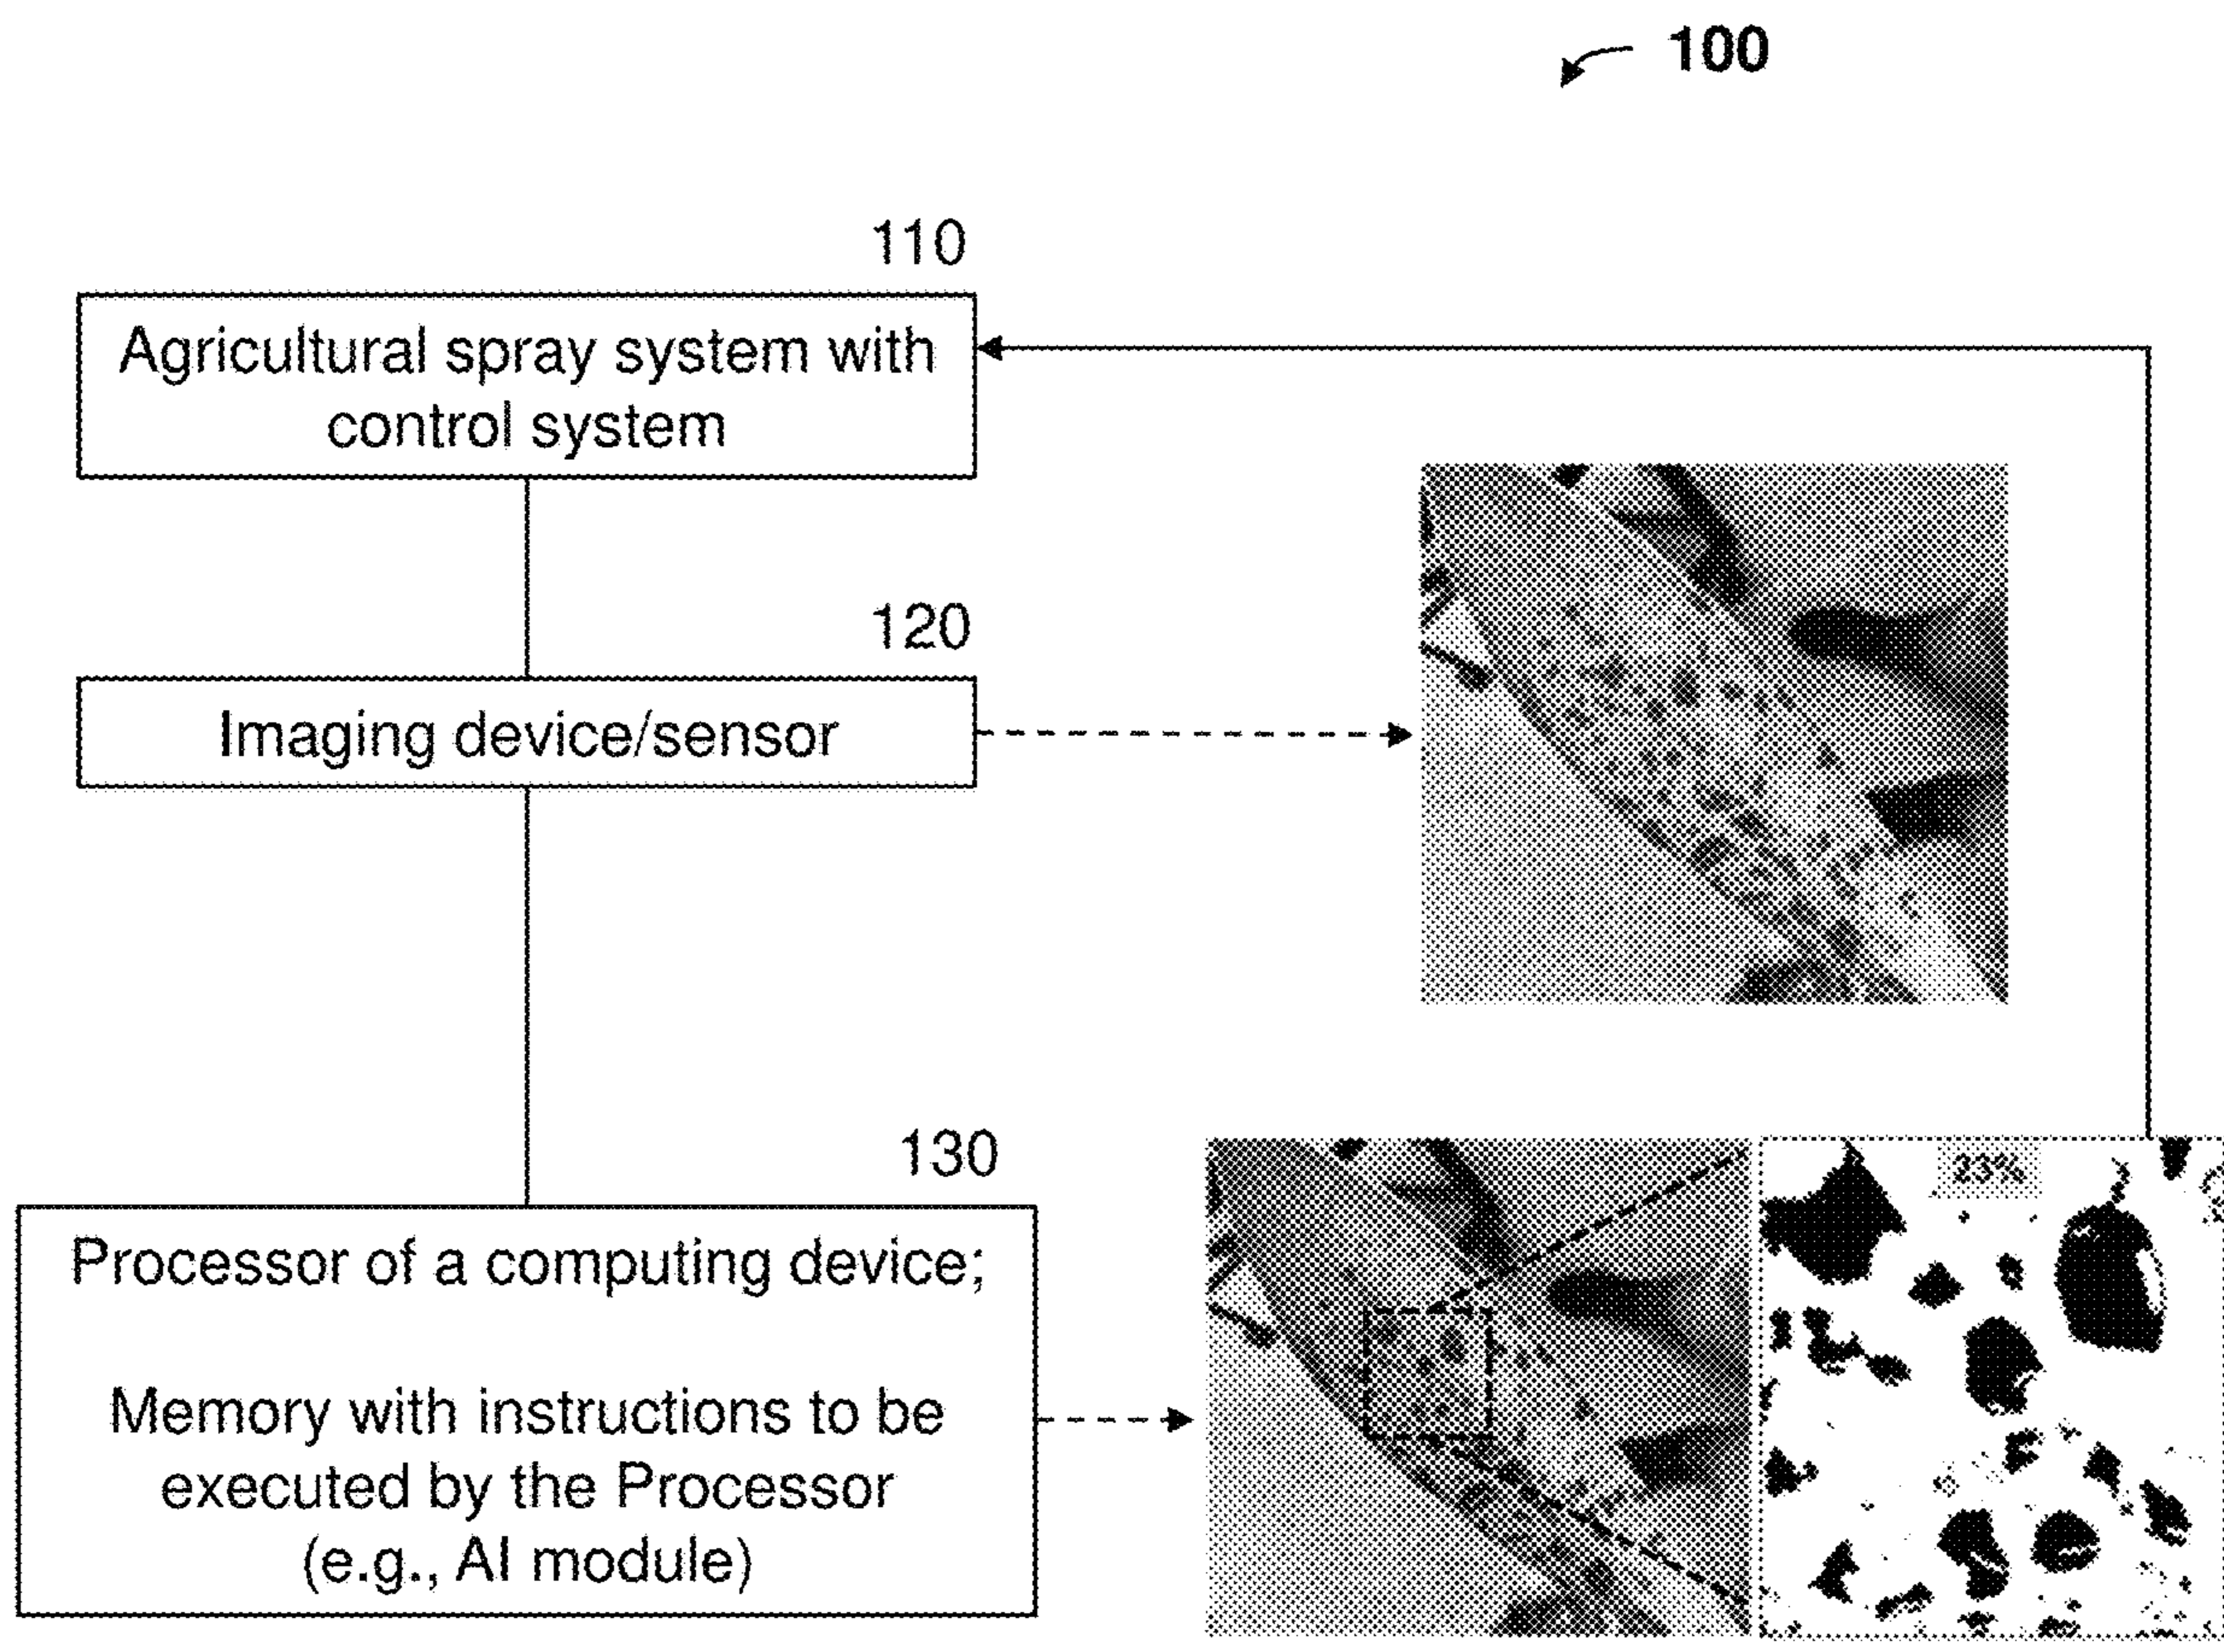 100
110
Agricultural spray system with
control system
120
Imaging device/sensor
130
Processor of a computing device;
Memory with instructions to be
executed by the Processor
(e.g., AI module)
23%